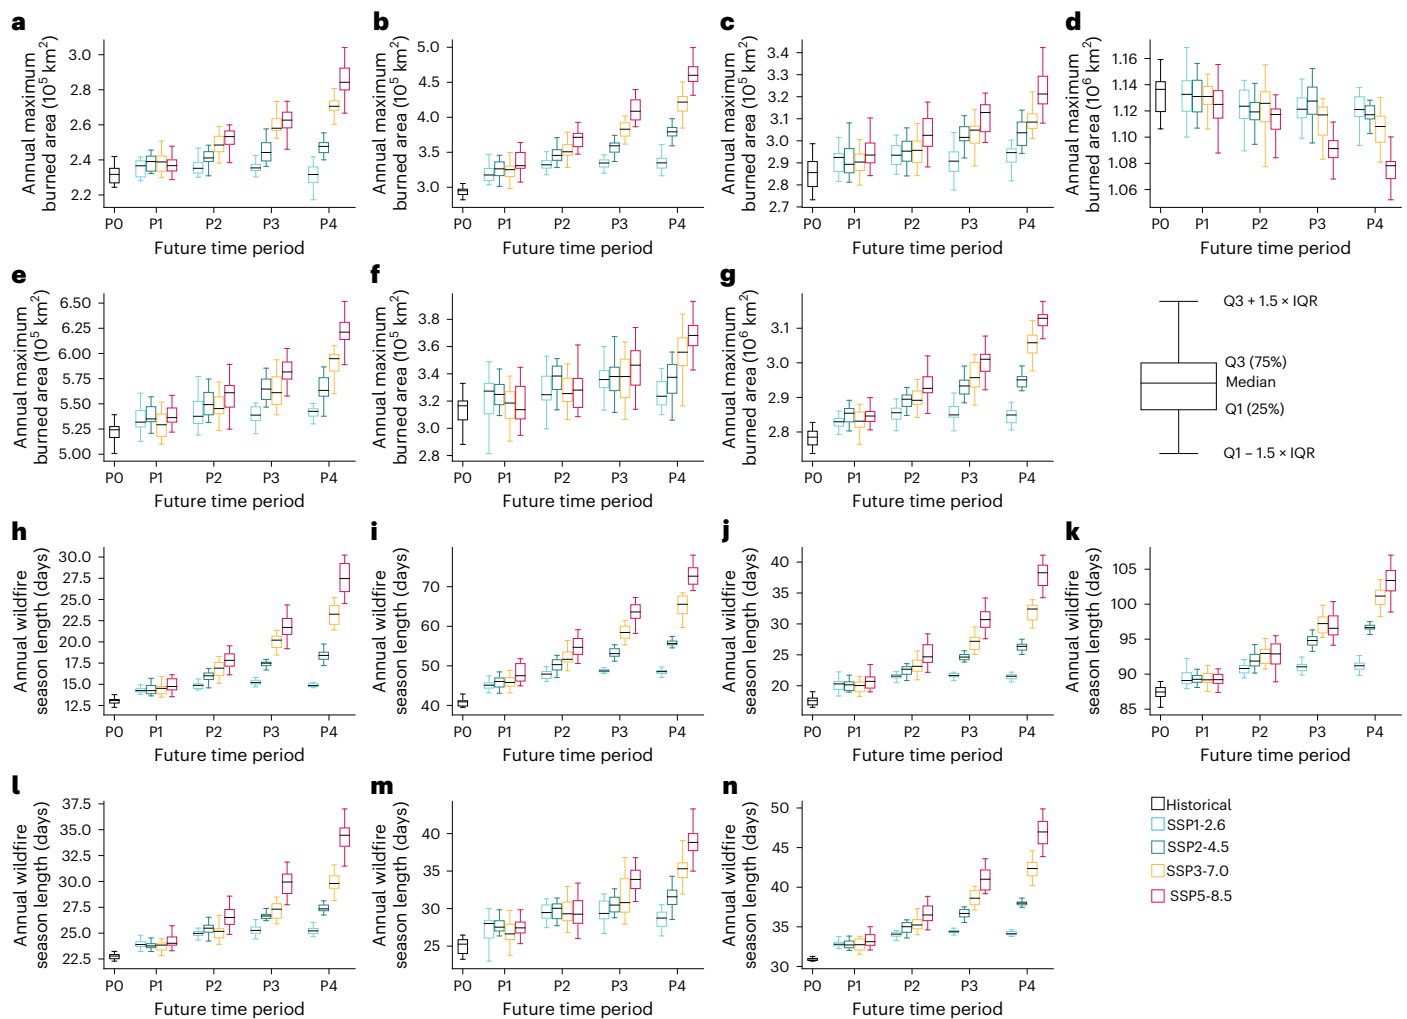 a
Annual maximum
burned area (10⁵ km²)
3.0
2.8
2.6
2.4
2.2
P0 P1 P2 P3 P4
Future time period
b
Annual maximum
burned area (10⁵ km²)
5.0
4.5
4.0
3.5
3.0
P0 P1 P2 P3 P4
Future time period
c
Annual maximum
burned area (10⁵ km²)
3.4
3.3
3.2
3.1
3.0
2.9
2.8
2.7
P0 P1 P2 P3 P4
Future time period
d
Annual maximum
burned area (10⁶ km²)
1.16
1.14
1.12
1.10
1.08
1.06
P0 P1 P2 P3 P4
Future time period
e
Annual maximum
burned area (10⁵ km²)
6.50
6.25
6.00
5.75
5.50
5.25
5.00
P0 P1 P2 P3 P4
Future time period
f
Annual maximum
burned area (10⁵ km²)
3.8
3.6
3.4
3.2
3.0
2.8
P0 P1 P2 P3 P4
Future time period
g
Annual maximum
burned area (10⁶ km²)
3.1
3.0
2.9
2.8
P0 P1 P2 P3 P4
Future time period
Q3 + 1.5 × IQR
Q3 (75%)
Median
Q1 (25%)
Q1 – 1.5 × IQR
h
Annual wildfire
season length (days)
30.0
27.5
25.0
22.5
20.0
17.5
15.0
12.5
P0 P1 P2 P3 P4
Future time period
i
Annual wildfire
season length (days)
70
60
50
40
P0 P1 P2 P3 P4
Future time period
j
Annual wildfire
season length (days)
40
35
30
25
20
P0 P1 P2 P3 P4
Future time period
k
Annual wildfire
season length (days)
105
100
95
90
85
P0 P1 P2 P3 P4
Future time period
l
Annual wildfire
season length (days)
37.5
35.0
32.5
30.0
27.5
25.0
22.5
P0 P1 P2 P3 P4
Future time period
m
Annual wildfire
season length (days)
40
35
30
25
P0 P1 P2 P3 P4
Future time period
n
Annual wildfire
season length (days)
50
45
40
35
30
P0 P1 P2 P3 P4
Future time period
Historical
SSP1-2.6
SSP2-4.5
SSP3-7.0
SSP5-8.5